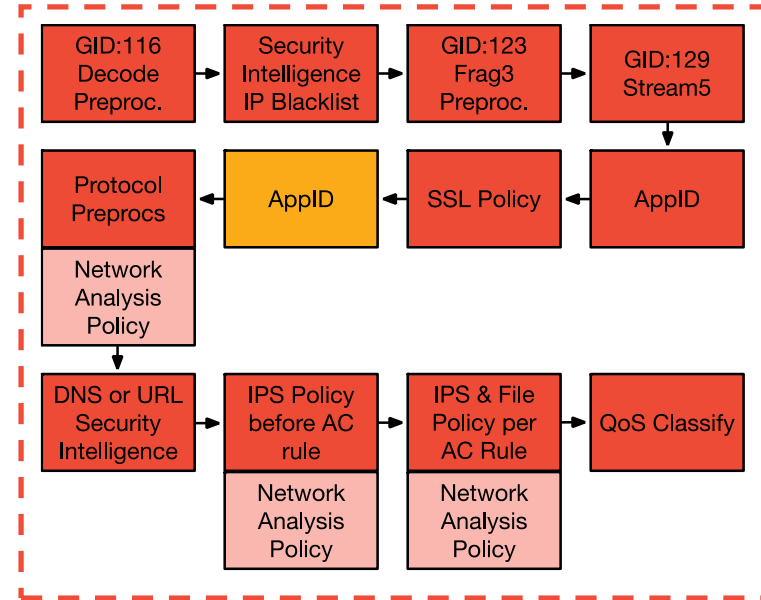 GID:116
Decode
Preproc.
Security
Intelligence
IP Blacklist
GID:123
Frag3
Preproc.
GID:129
Stream5
Protocol
Preprocs
AppID
SSL Policy
AppID
Network
Analysis
Policy
DNS or URL
Security
Intelligence
IPS Policy
before AC
rule
IPS & File
Policy per
AC Rule
QoS Classify
Network
Analysis
Policy
Network
Analysis
Policy